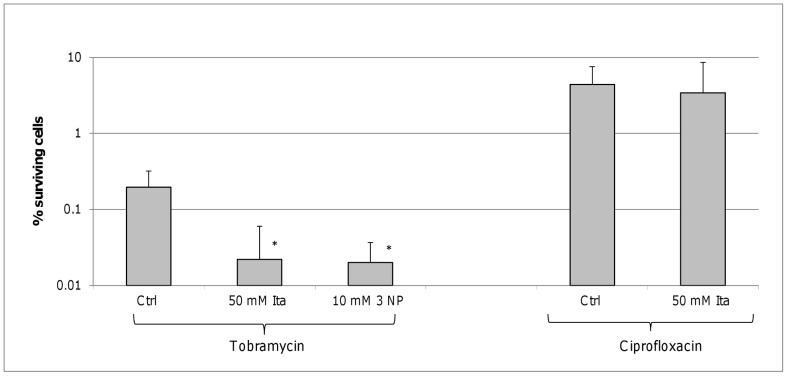 % surviving cells
10
1
0.1
0.01
Ctrl 50 mM Ita 10 mM 3 NP Ctrl 50 mM Ita
* *
Tobramycin Ciprofloxacin